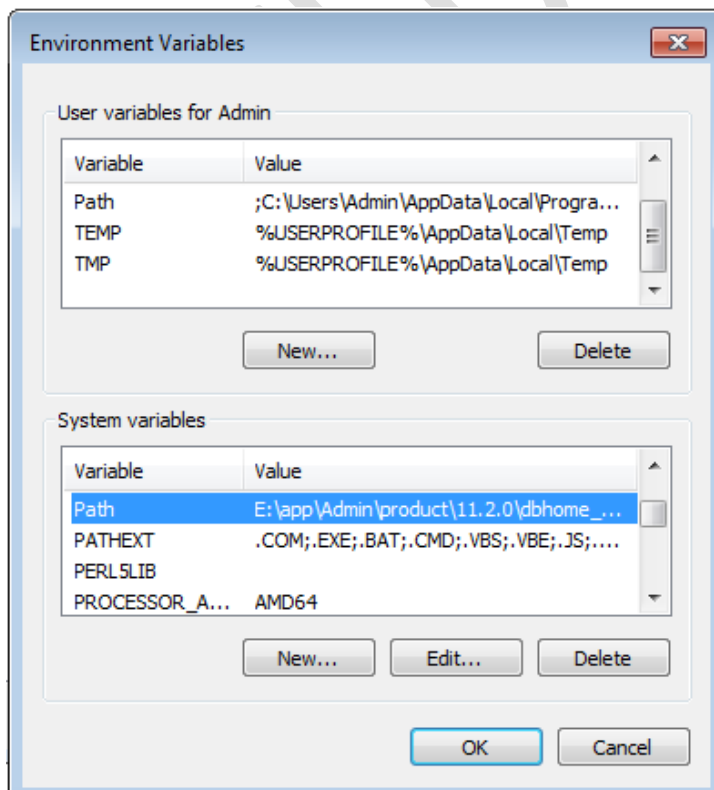 Environment Variables
User variables for Admin
Variable Value
Path ;C:\Users\Admin\AppData\Local\Progra...
TEMP %USERPROFILE%\AppData\Local\Temp
TMP %USERPROFILE%\AppData\Local\Temp
New... Delete
System variables
Variable Value
Path E:\app\Admin\product\11.2.0\dbhome_...
PATHEXT .COM;.EXE;.BAT;.CMD;.VBS;.VBE;.JS;....
PERL5LIB
PROCESSOR_A... AMD64
New... Edit... Delete
OK Cancel